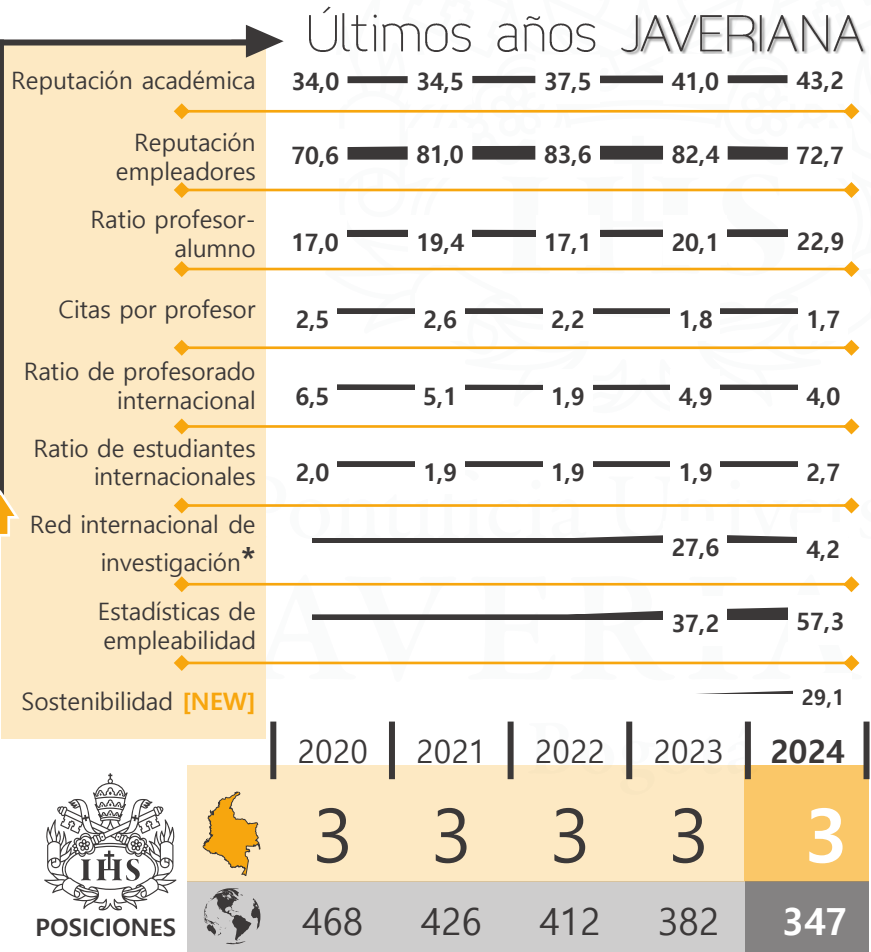 Últimos años JAVERIANA
Reputación académica 34,0 34,5 37,5 41,0 43,2
Reputación
empleadores 70,6 81,0 83,6 82,4 72,7
Ratio profesor-
alumno 17,0 19,4 17,1 20,1 22,9
Citas por profesor 2,5 2,6 2,2 1,8 1,7
Ratio de profesorado
internacional 6,5 5,1 1,9 4,9 4,0
Ratio de estudiantes
internacionales 2,0 1,9 1,9 1,9 2,7
Red internacional de
investigación* 27,6 4,2
Estadísticas de
empleabilidad 37,2 57,3
Sostenibilidad [NEW] 29,1
2020 2021 2022 2023 2024
3 3 3 3 3
IHS
POSICIONES 468 426 412 382 347